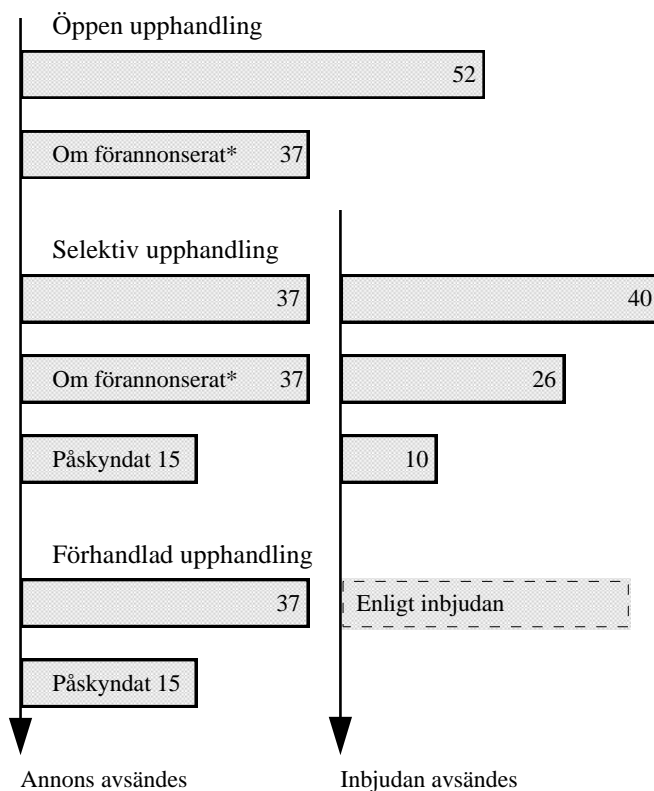 Öppen upphandling
52
Om förannonserat* 37
Selektiv upphandling
37 40
Om förannonserat* 37 26
Påskyndat 15 10
Förhandlad upphandling
37 Enligt inbjudan
Påskyndat 15
Annons avsändes Inbjudan avsändes